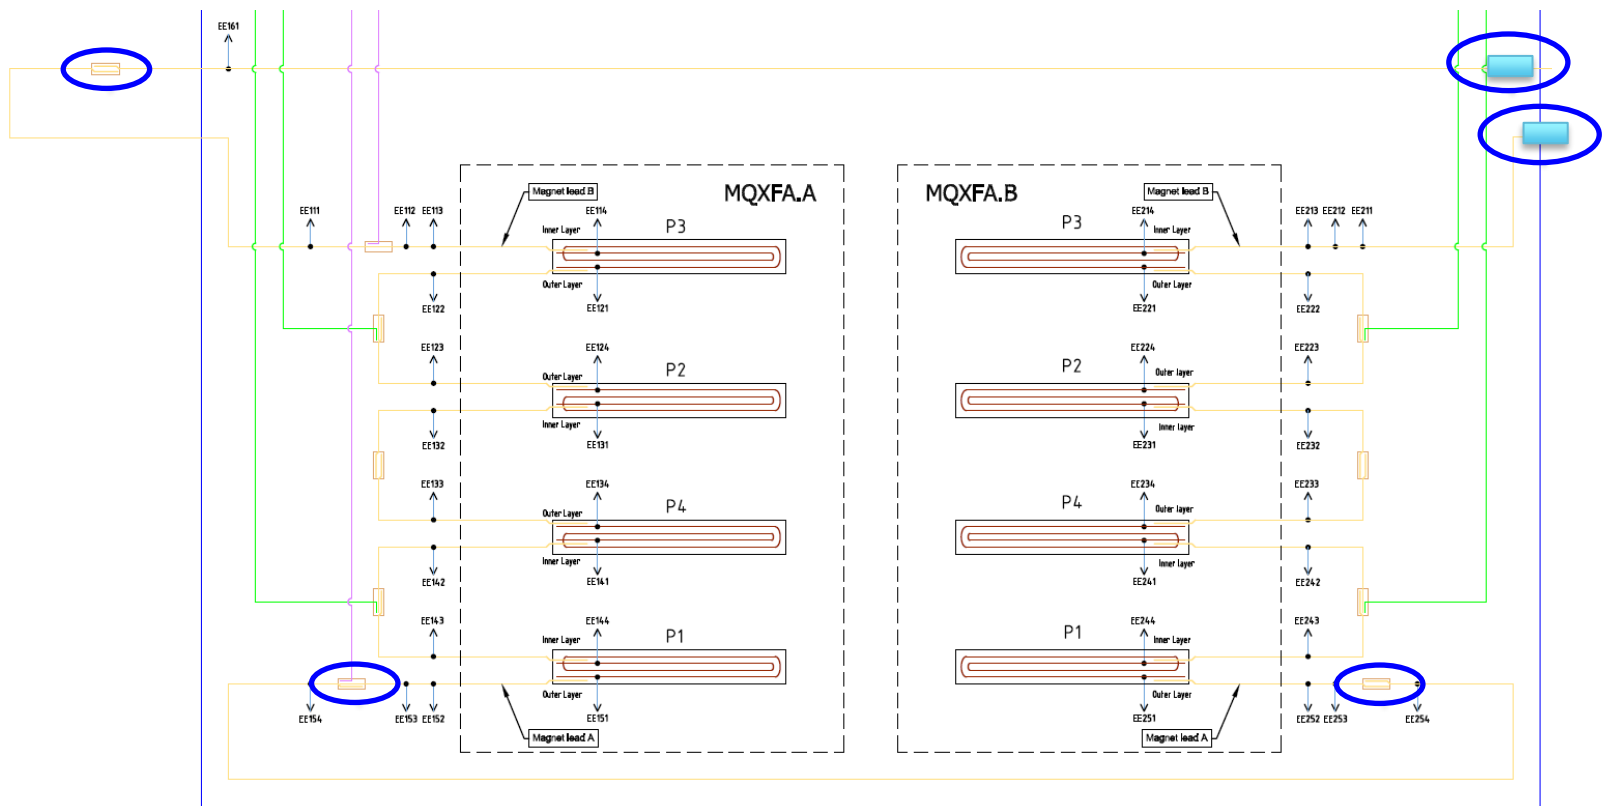 EE161
MQXFA.A
MQXFA.B
Magnet lead B
Magnet lead B
EE111
EE112
EE113
EE114
P3
P3
EE214
EE213
EE212
EE211
Inner Layer
Inner Layer
Outer Layer
Outer Layer
EE122
EE121
EE221
EE222
EE123
EE124
P2
P2
EE224
EE223
Outer Layer
Outer layer
Inner Layer
Inner layer
EE132
EE131
EE231
EE232
EE133
EE134
P4
P4
EE234
EE233
Outer Layer
Outer layer
Inner Layer
Inner layer
EE142
EE141
EE241
EE242
EE143
EE144
P1
P1
EE244
EE243
Inner Layer
Inner Layer
Outer Layer
Outer Layer
EE154
EE153
EE152
EE151
EE251
EE252
EE253
EE254
Magnet lead A
Magnet lead A